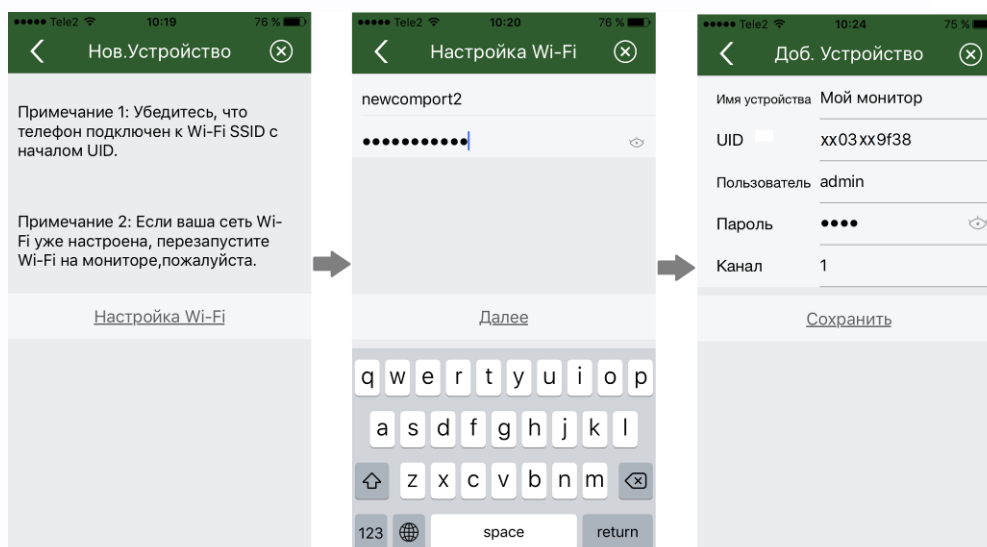 Tele2 10:19 76 %
Нов.Устройство
Примечание 1: Убедитесь, что
телефон подключен к Wi-Fi SSID с
началом UID.
Примечание 2: Если ваша сеть Wi-
Fi уже настроена, перезапустите
Wi-Fi на мониторе,пожалуйста.
Настройка Wi-Fi
Tele2 10:20 76 %
Настройка Wi-Fi
newcomport2
•••••••••••
Далее
q w e r t y u i o p
a s d f g h j k l
z x c v b n m
123 space return
Tele2 10:24 75 %
Доб. Устройство
Имя устройства Мой монитор
UID xx03xx9f38
Пользователь admin
Пароль ••••
Канал 1
Сохранить